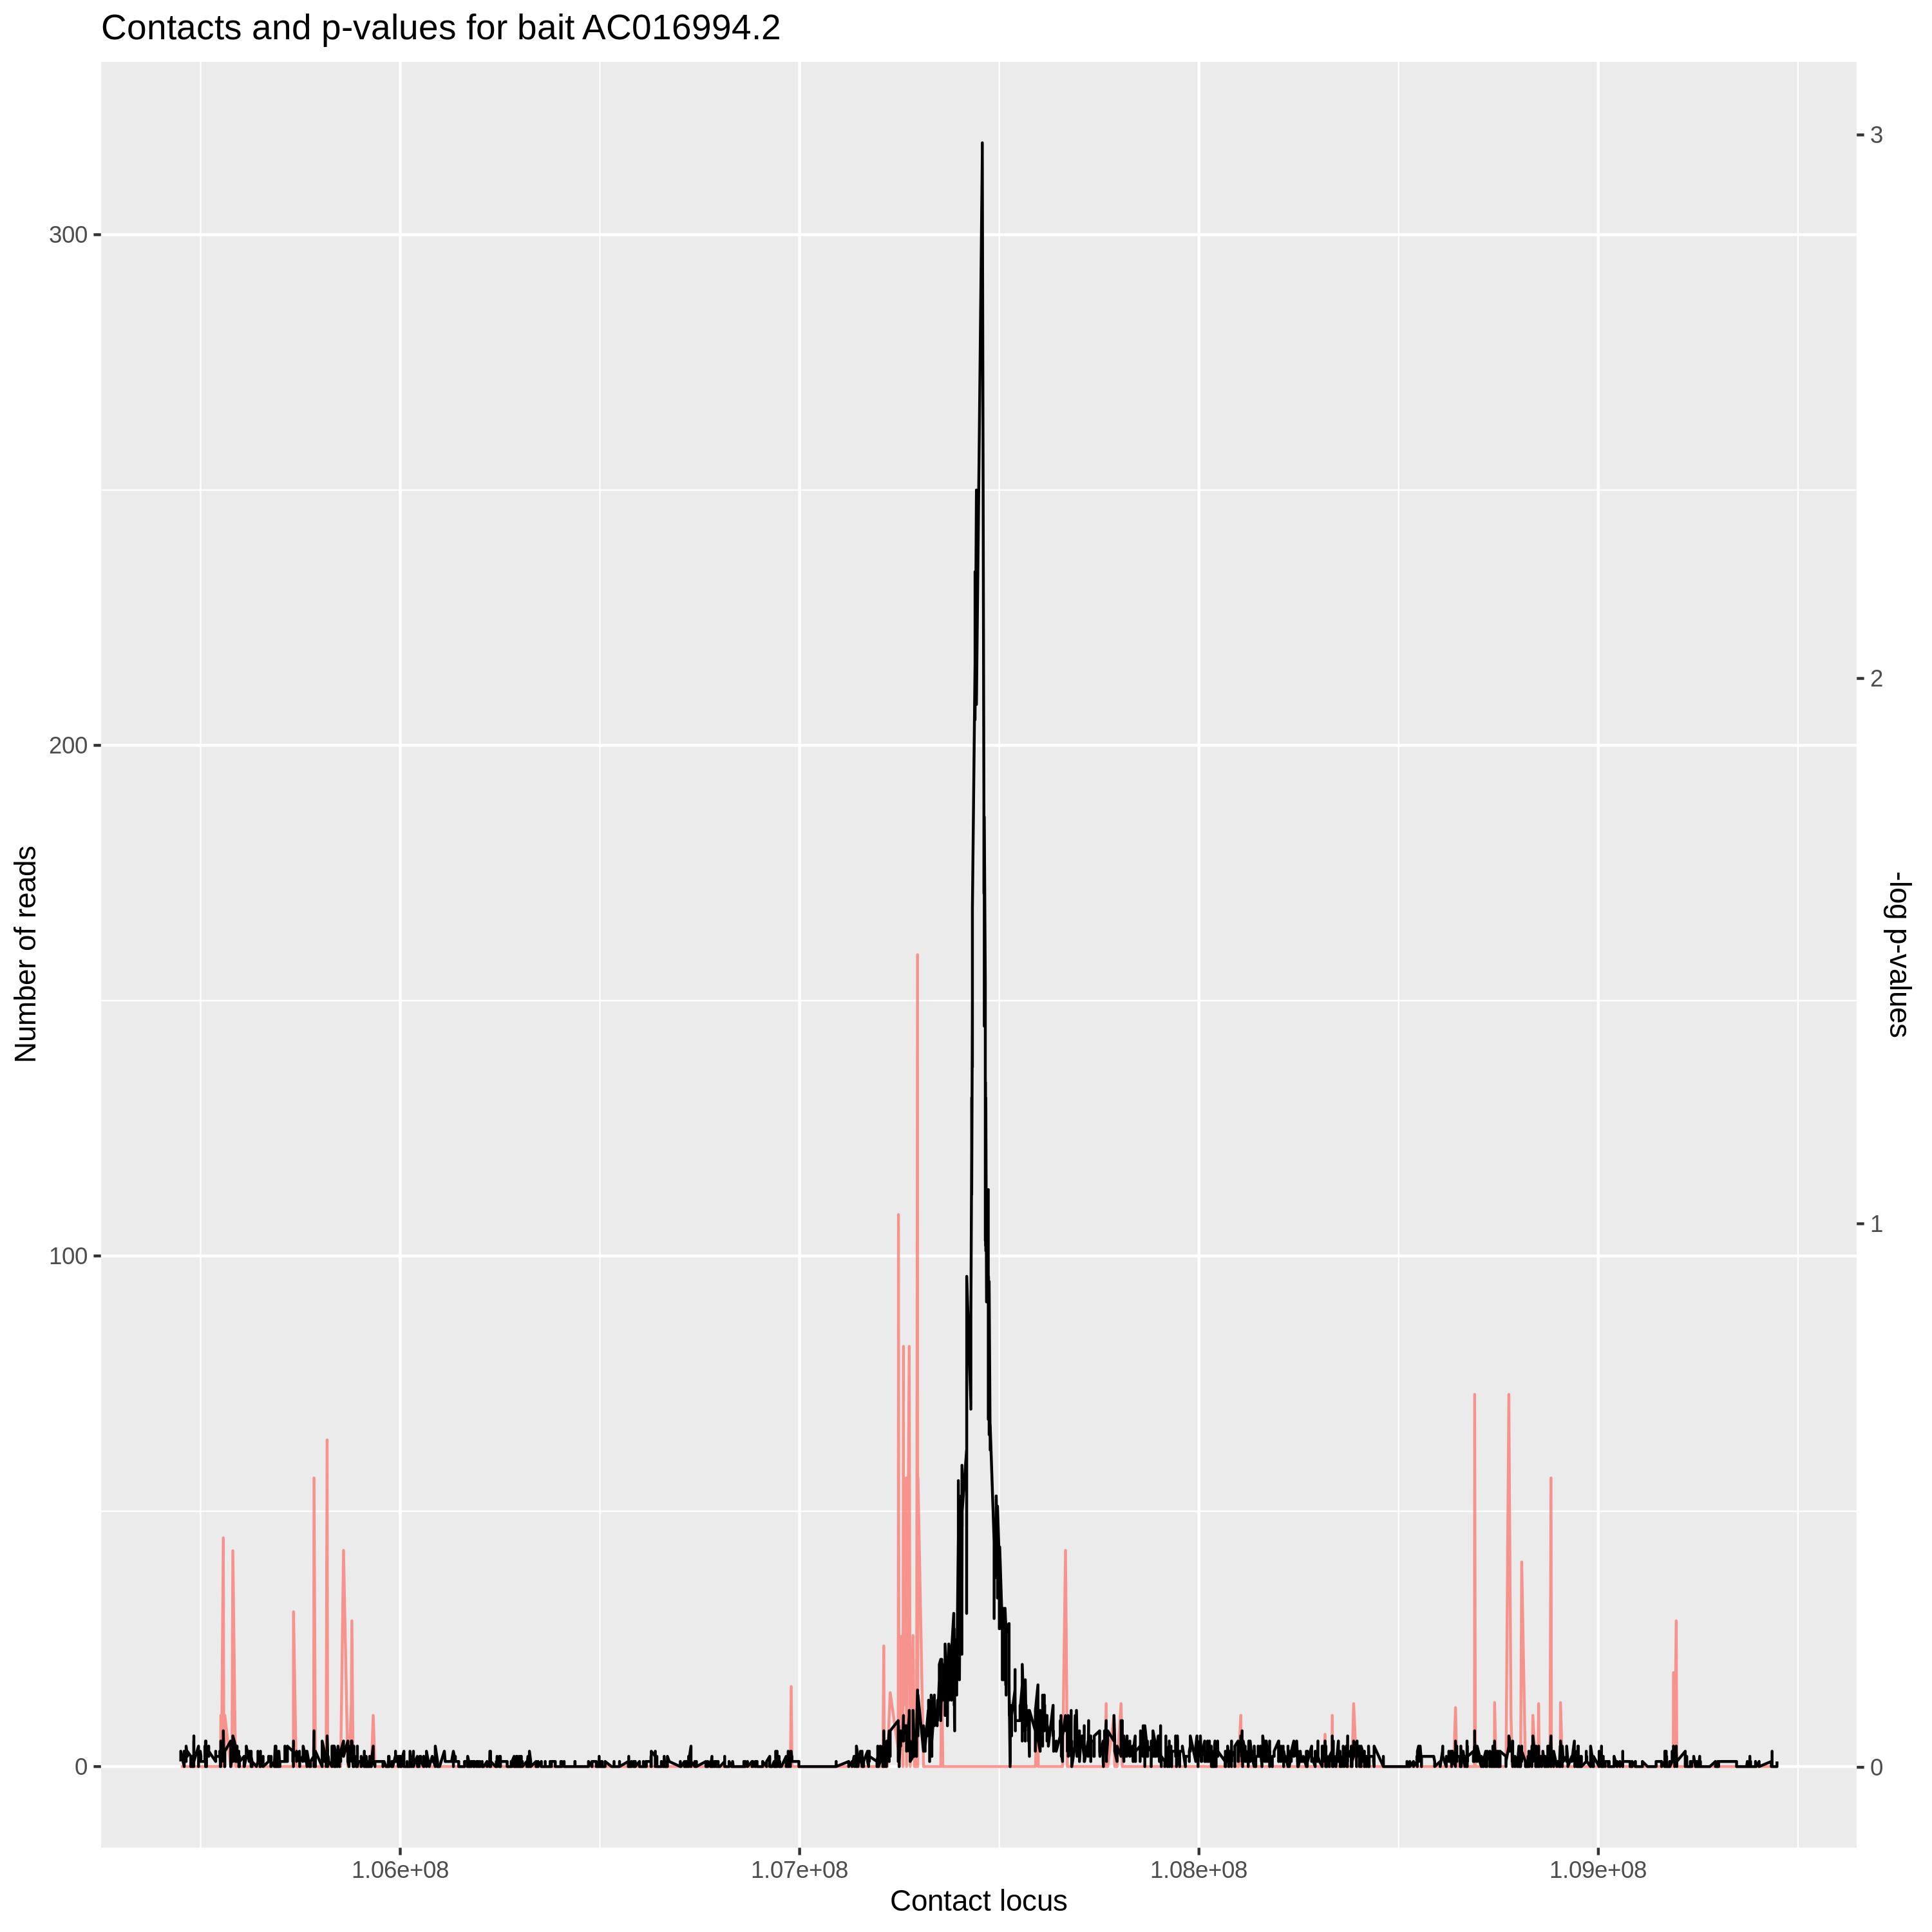 Contacts and p-values for bait AC016994.2
300
200
100
0
Number of reads
3
2
1
0
-log p-values
1.06e+08 1.07e+08 1.08e+08 1.09e+08
Contact locus